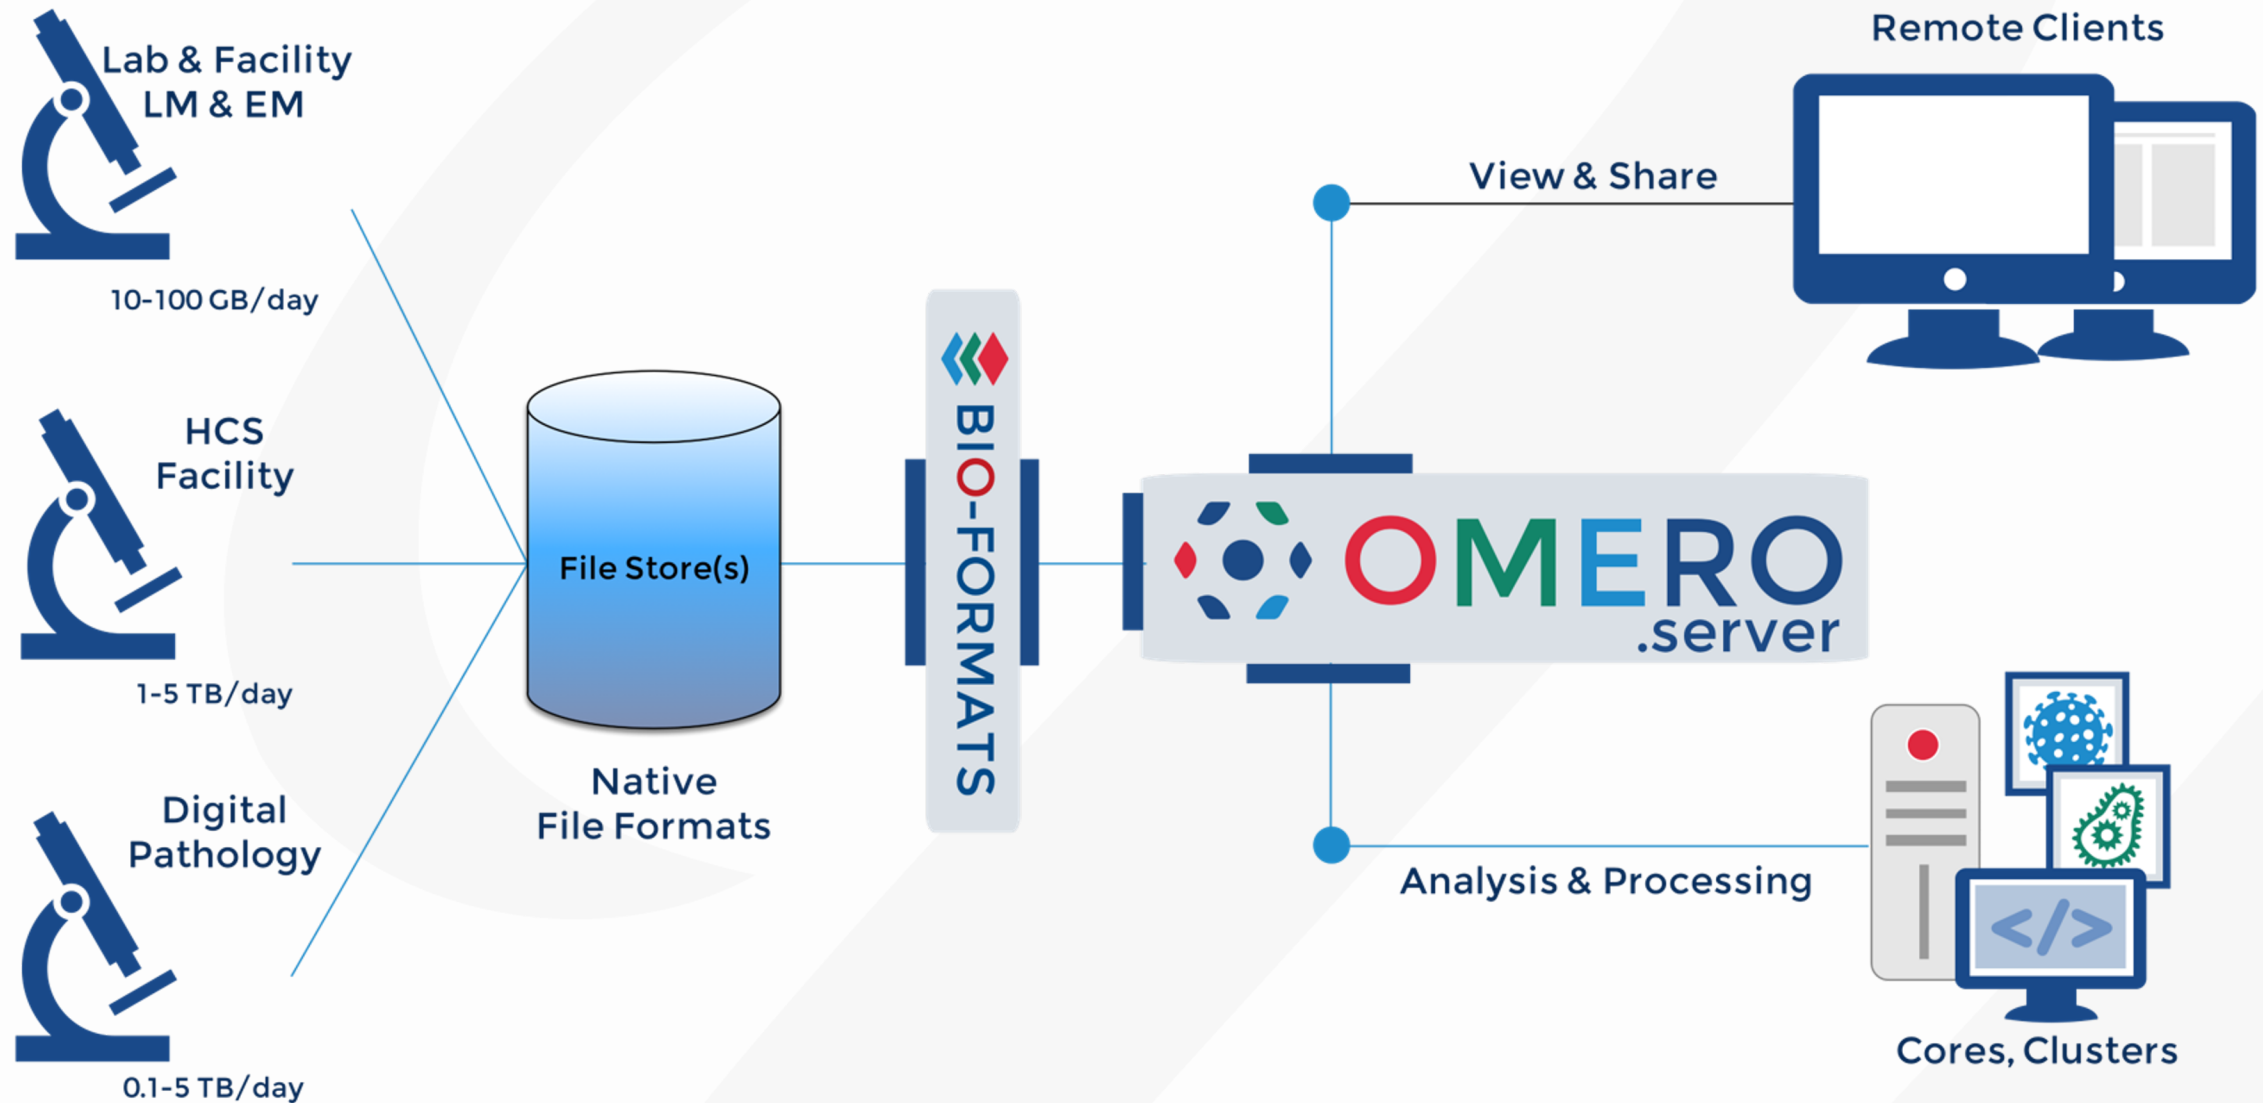 Lab & Facility
LM & EM
10-100 GB/day
HCS
Facility
1-5 TB/day
Digital
Pathology
0.1-5 TB/day
File Store(s)
Native
File Formats
BIO-FORMATS
OMERO
.server
View & Share
Remote Clients
Analysis & Processing
</>
Cores, Clusters